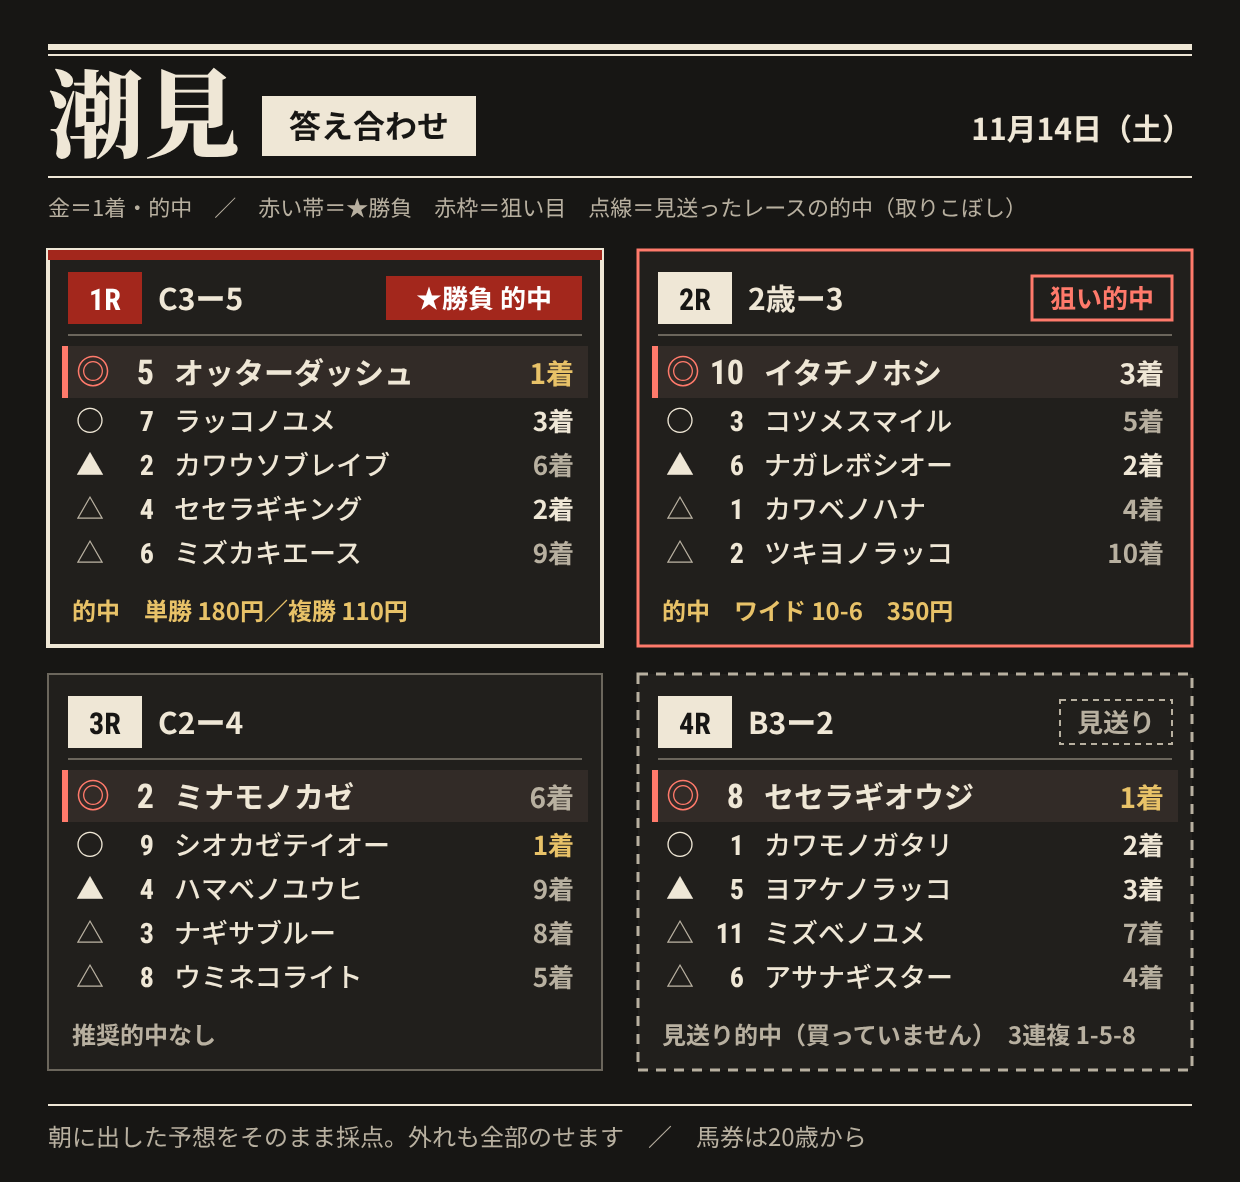 潮見 答え合わせ 11月14日（土）
金＝1着・的中　／　赤い帯＝★勝負　赤枠＝狙い目　点線＝見送ったレースの的中（取りこぼし）
1R C3ー5 ★勝負 的中
◎ 5 オッターダッシュ 1着
○ 7 ラッコノユメ 3着
▲ 2 カワウソブレイブ 6着
△ 4 セセラギキング 2着
△ 6 ミズカキエース 9着
的中　単勝 180円／複勝 110円
2R 2歳ー3 狙い的中
◎ 10 イタチノホシ 3着
○ 3 コツメスマイル 5着
▲ 6 ナガレボシオー 2着
△ 1 カワベノハナ 4着
△ 2 ツキヨノラッコ 10着
的中　ワイド 10-6　350円
3R C2ー4
◎ 2 ミナモノカゼ 6着
○ 9 シオカゼテイオー 1着
▲ 4 ハマベノユウヒ 9着
△ 3 ナギサブルー 8着
△ 8 ウミネコライト 5着
推奨的中なし
4R B3ー2 見送り
◎ 8 セセラギオウジ 1着
○ 1 カワモノガタリ 2着
▲ 5 ヨアケノラッコ 3着
△ 11 ミズベノユメ 7着
△ 6 アサナギスター 4着
見送り的中（買っていません）　3連複 1-5-8
朝に出した予想をそのまま採点。外れも全部のせます　／　馬券は20歳から